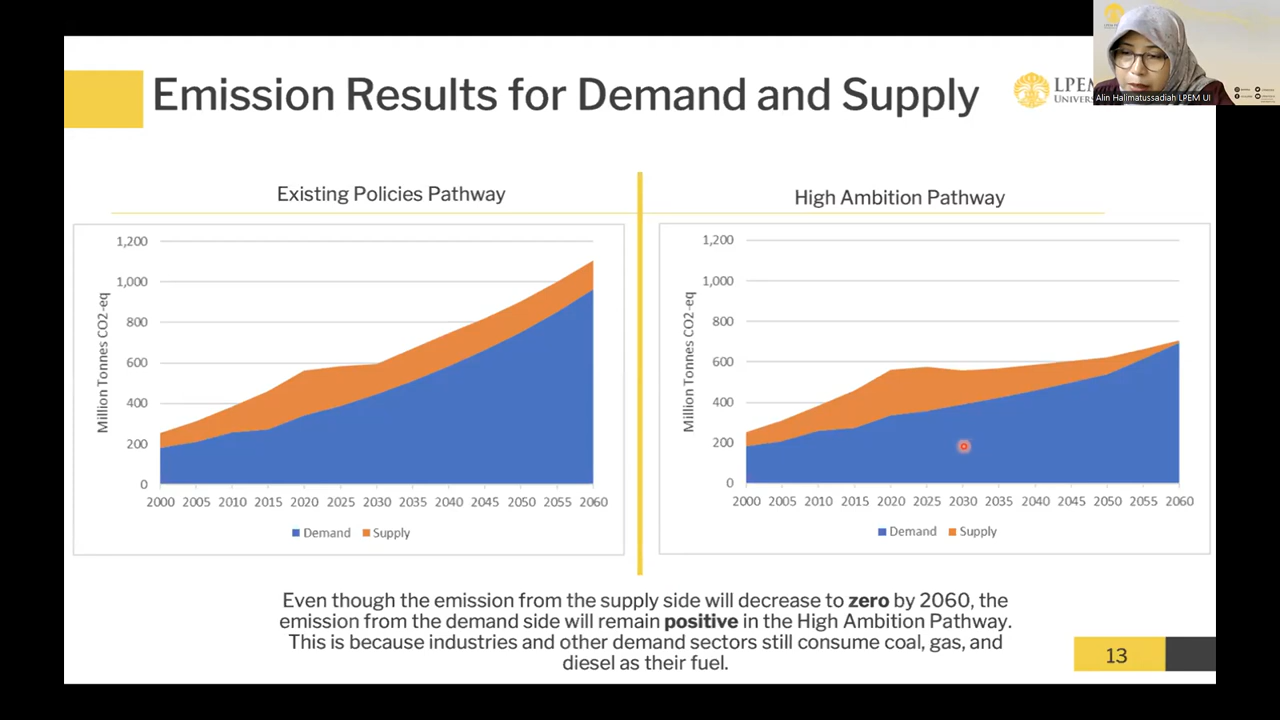 Emission Results for Demand and Supply
Alin Halimatussadiah LPEM UI
Existing Policies Pathway
Million Tonnes CO2-eq
1,200
1,000
800
600
400
200
0
2000 2005 2010 2015 2020 2025 2030 2035 2040 2045 2050 2055 2060
Demand Supply
High Ambition Pathway
Million Tonnes CO2-eq
1,200
1,000
800
600
400
200
0
2000 2005 2010 2015 2020 2025 2030 2035 2040 2045 2050 2055 2060
Demand Supply
Even though the emission from the supply side will decrease to zero by 2060, the
emission from the demand side will remain positive in the High Ambition Pathway.
This is because industries and other demand sectors still consume coal, gas, and
diesel as their fuel.
13